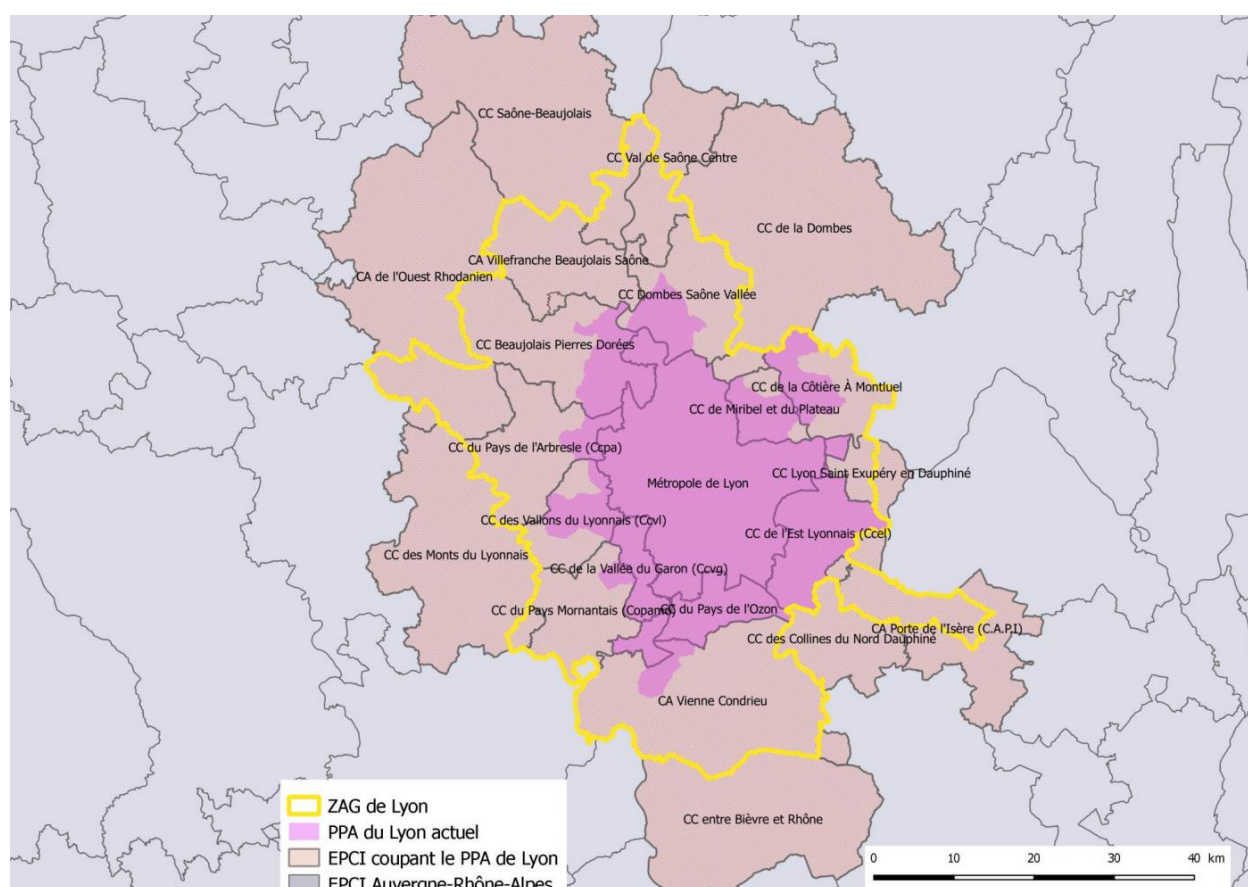 CC Saône-Beaujolais
CC Val de Saône Centre
CC de la Dombes
CA Villefranche Beaujolais Saône
CA de l'Ouest Rhodanien
CC Dombes Saône Vallée
CC Beaujolais Pierres Dorées
CC de la Côtière À Montluel
CC de Miribel et du Plateau
CC du Pays de l'Arbresle (Ccpa)
CC Lyon Saint Exupéry en Dauphiné
Métropole de Lyon
CC des Vallons du Lyonnais (Ccvl)
CC de l'Est Lyonnais (Ccel)
CC des Monts du Lyonnais
CC de la Vallée du Garon (Ccvg)
CC du Pays Mornantais (Copamo)
CC du Pays de l'Ozon
CA Porte de l'Isère (C.A.P.I)
CC des Collines du Nord Dauphiné
CA Vienne Condrieu
CC entre Bièvre et Rhône
ZAG de Lyon
PPA du Lyon actuel
EPCI coupant le PPA de Lyon
EPCI Auvergne-Rhône-Alpes
0 10 20 30 40 km